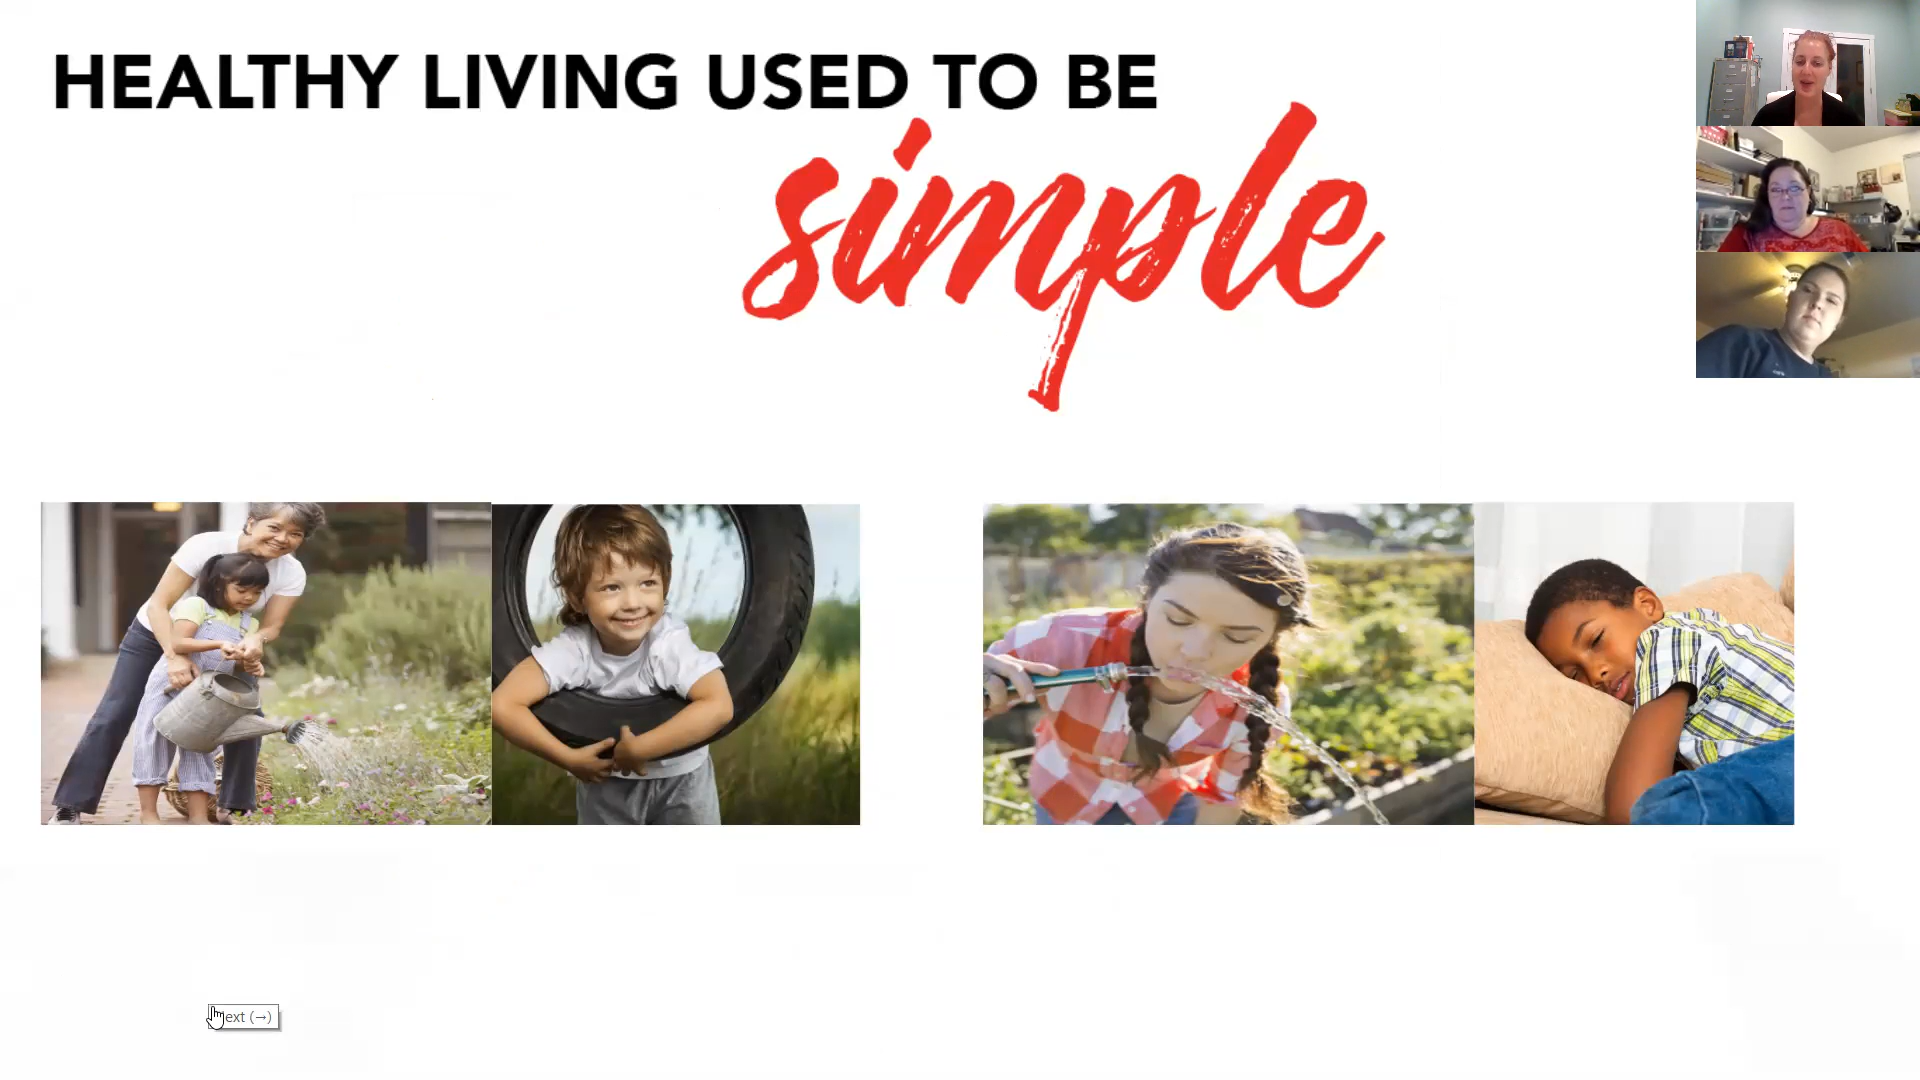 HEALTHY LIVING USED TO BE
simple
ext (→)